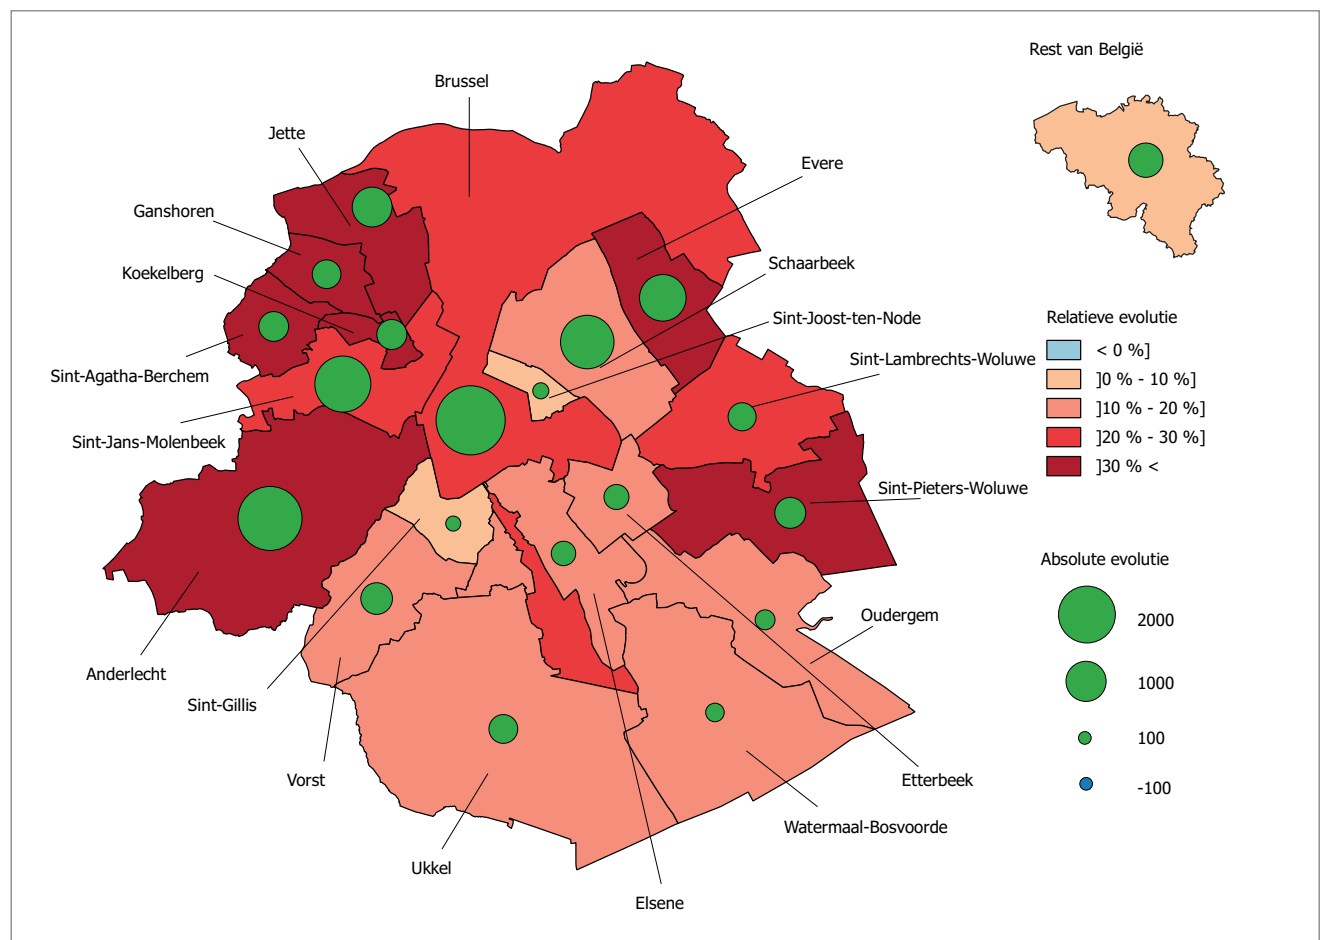 Rest van België
Brussel
Jette
Evere
Ganshoren
Schaarbeek
Koekelberg
Sint-Joost-ten-Node
Relatieve evolutie
< 0 %]
Sint-Lambrechts-Woluwe
Sint-Agatha-Berchem
]0 % - 10 %]
]10 % - 20 %]
Sint-Jans-Molenbeek
]20 % - 30 %]
]30 % <
Sint-Pieters-Woluwe
Absolute evolutie
2000
Oudergem
Anderlecht
1000
Sint-Gillis
100
Vorst
Etterbeek
-100
Watermaal-Bosvoorde
Ukkel
Elsene